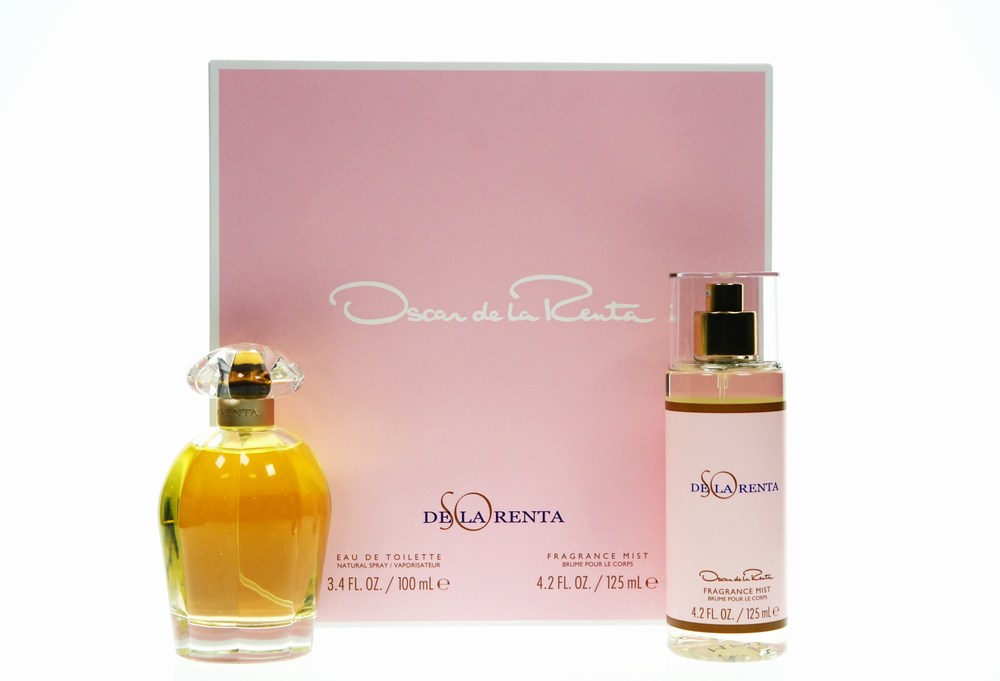 Oscar de la Renta
SO
DE LA RENTA
EAU DE TOILETTE
NATURAL SPRAY / VAPORISATEUR
3.4 FL. OZ. / 100 mL ℮
FRAGRANCE MIST
BRUME POUR LE CORPS
4.2 FL. OZ. / 125 mL ℮
RENTA
SO
DE LA RENTA
Oscar de la Renta
FRAGRANCE MIST
BRUME POUR LE CORPS
4.2 FL. OZ. / 125 mL ℮